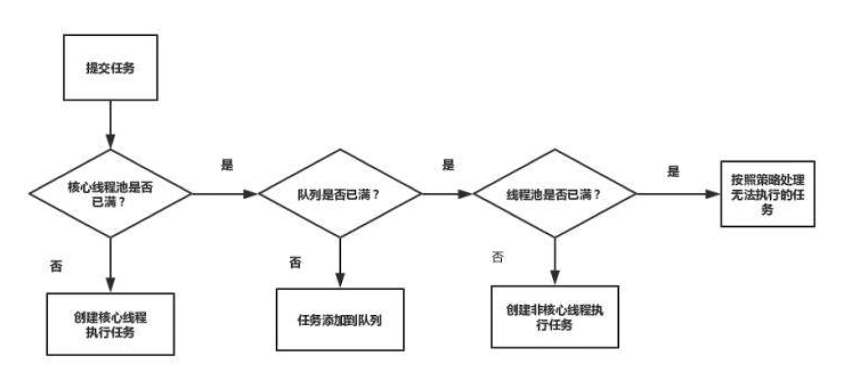 提交任务
核心线程池是否
已满？
是
队列是否已满？
是
线程池是否已满？
是
按照策略处理
无法执行的任
务
否
创建核心线程
执行任务
否
任务添加到队列
否
创建非核心线程执
行任务